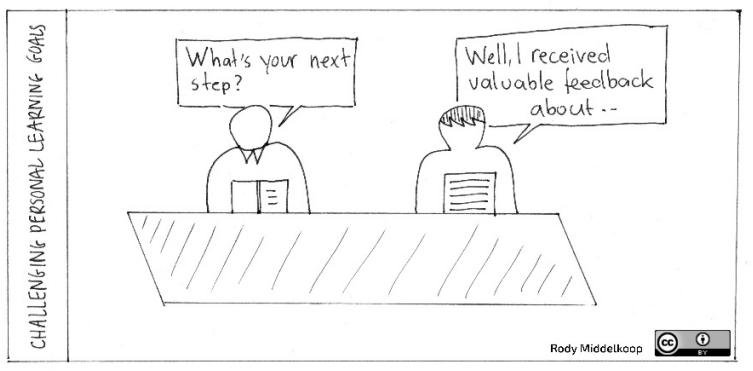 CHALLENGING PERSONAL LEARNING GOALS
What's your next
step?
Well, I received
valuable feedback
about...
Rody Middelkoop
cc
BY